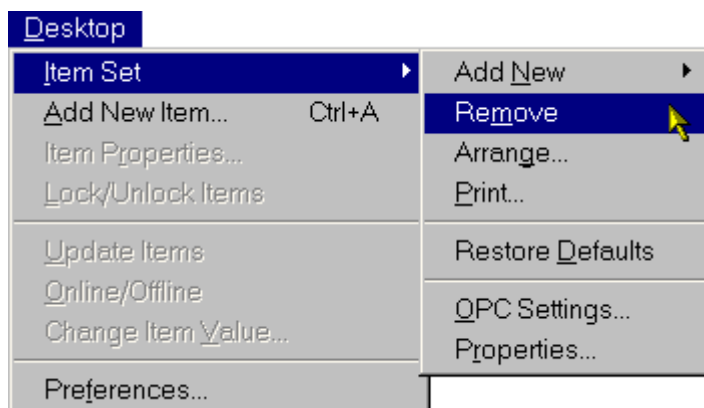 Desktop
Item Set
Add New Item... Ctrl+A
Item Properties...
Lock/Unlock Items
Update Items
Online/Offline
Change Item Value...
Preferences...
Add New
Remove
Arrange...
Print...
Restore Defaults
OPC Settings...
Properties...